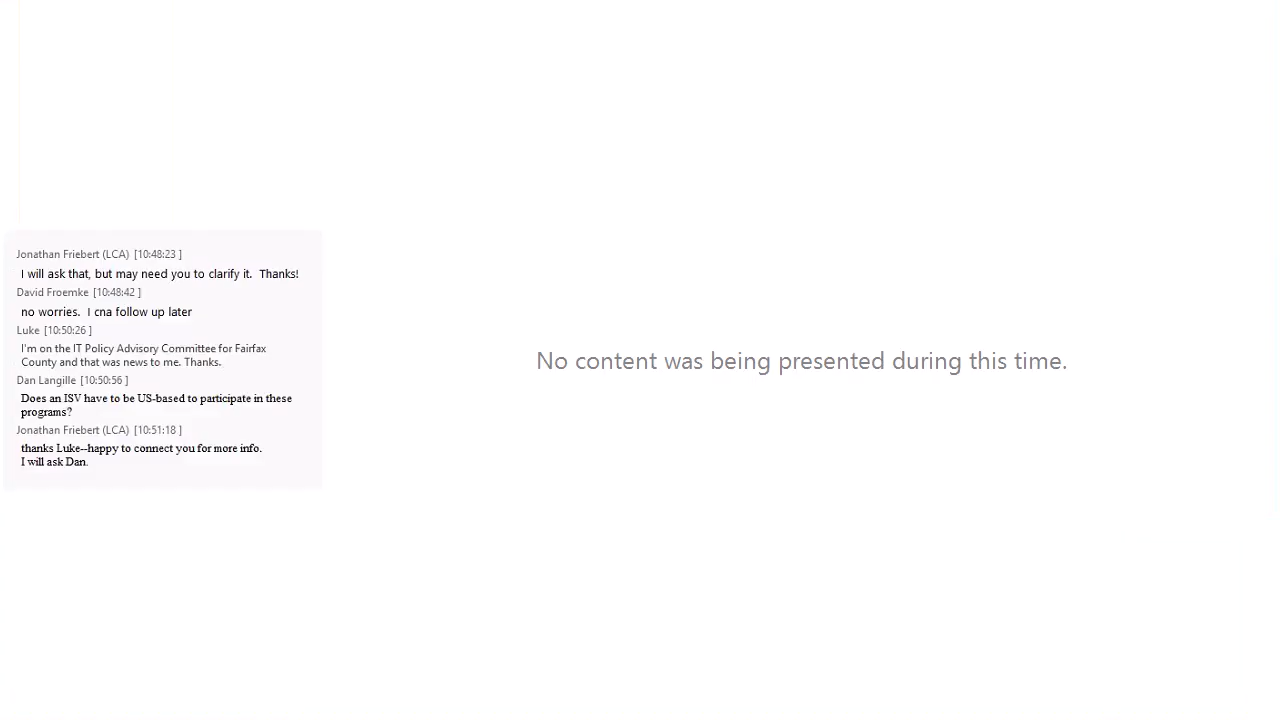 Jonathan Friebert (LCA) [10:48:23 ]
I will ask that, but may need you to clarify it.  Thanks!
David Froemke [10:48:42 ]
no worries.  I cna follow up later
Luke [10:50:26 ]
I'm on the IT Policy Advisory Committee for Fairfax
County and that was news to me. Thanks.
Dan Langille [10:50:56 ]
Does an ISV have to be US-based to participate in these
programs?
Jonathan Friebert (LCA) [10:51:18 ]
thanks Luke--happy to connect you for more info.
I will ask Dan.
No content was being presented during this time.